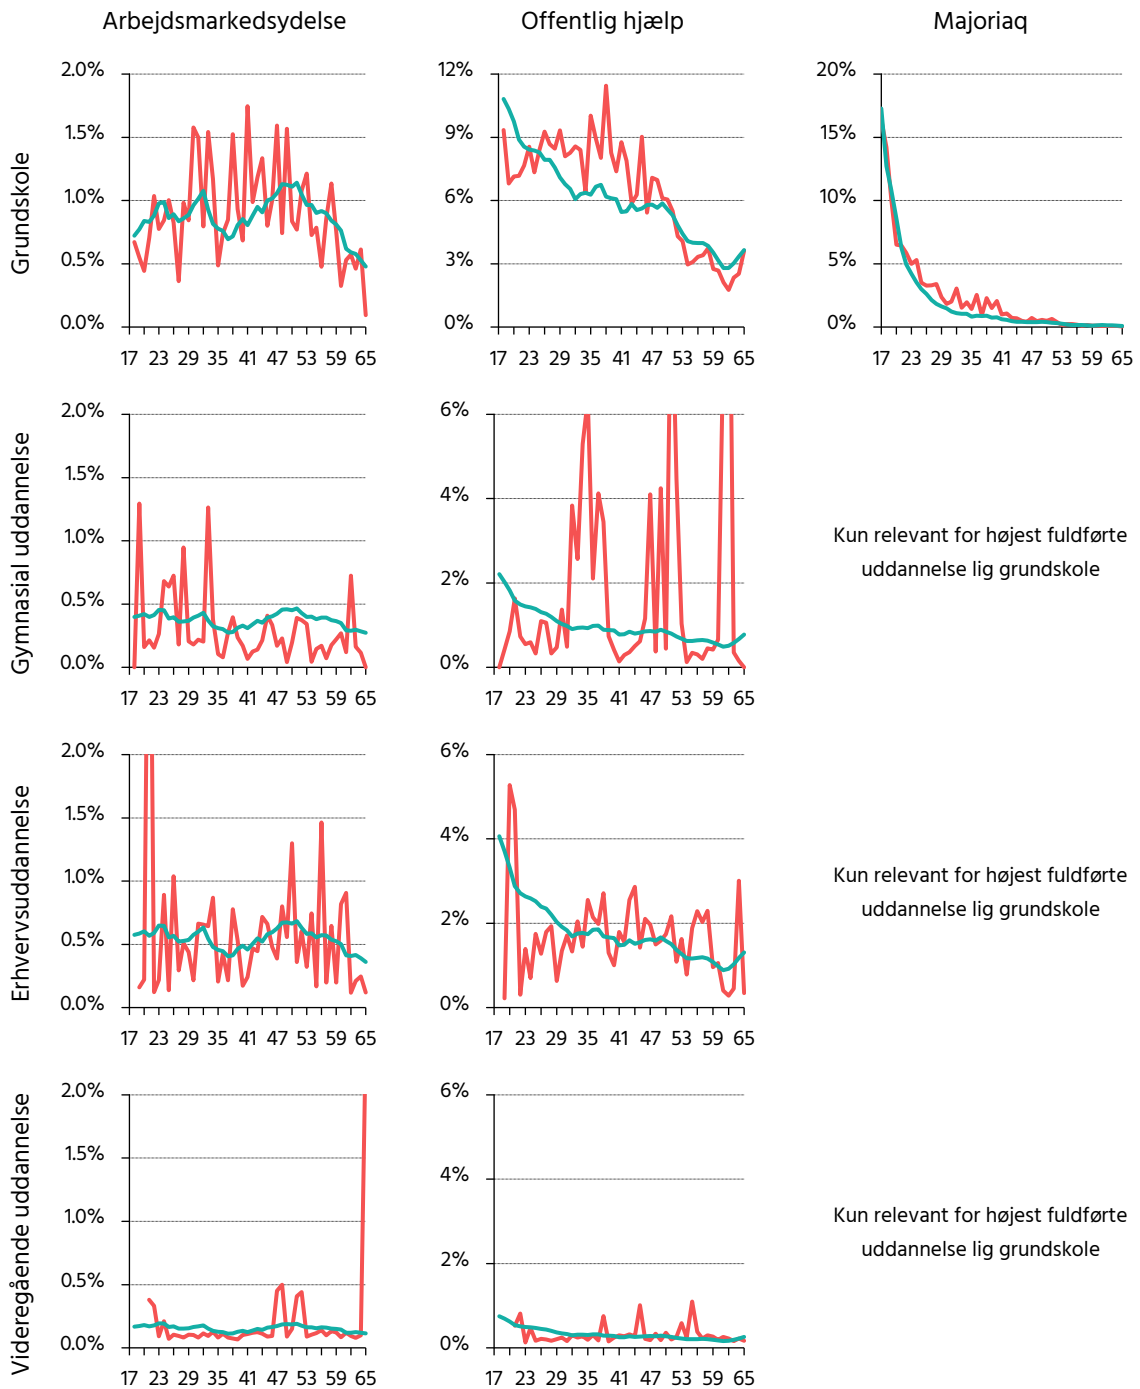 Arbejdsmarkedsydelse Offentlig hjælp Majoriaq
Grundskole
2.0% 12% 20%
1.5% 9% 15%
1.0% 6% 10%
0.5% 3% 5%
0.0% 0% 0%
17 23 29 35 41 47 53 59 65 17 23 29 35 41 47 53 59 65 17 23 29 35 41 47 53 59 65
Gymnasial uddannelse
2.0% 6%
1.5%
4%
1.0%
Kun relevant for højest fuldførte
uddannelse lig grundskole
2%
0.5%
0.0% 0%
17 23 29 35 41 47 53 59 65 17 23 29 35 41 47 53 59 65
Erhvervsuddannelse
2.0% 6%
1.5%
4%
1.0%
Kun relevant for højest fuldførte
uddannelse lig grundskole
2%
0.5%
0.0% 0%
17 23 29 35 41 47 53 59 65 17 23 29 35 41 47 53 59 65
Videregående uddannelse
2.0% 6%
1.5%
4%
1.0%
Kun relevant for højest fuldførte
uddannelse lig grundskole
2%
0.5%
0.0% 0%
17 23 29 35 41 47 53 59 65 17 23 29 35 41 47 53 59 65